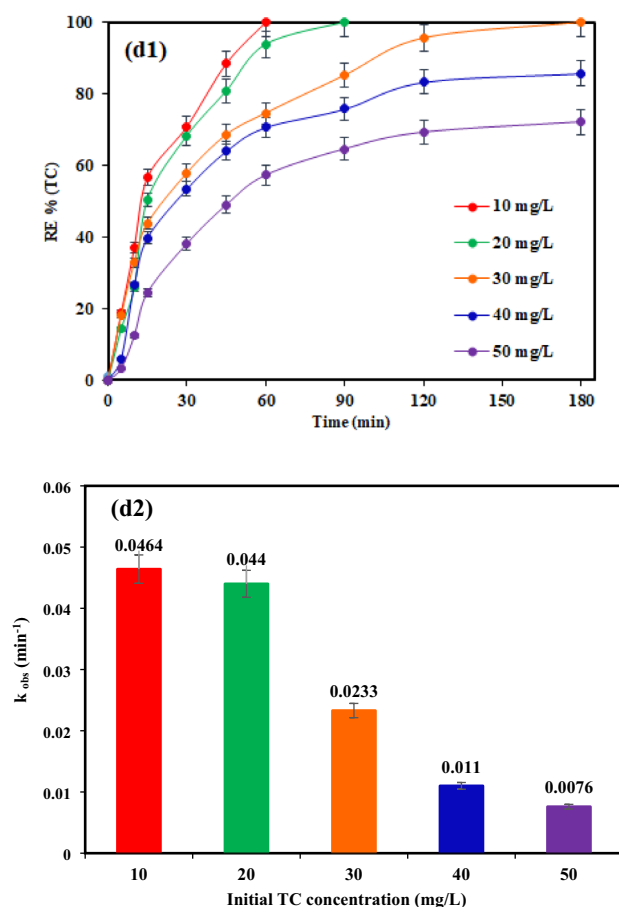 (d1)
100
80
60
40
20
0
RE % (TC)
10 mg/L
20 mg/L
30 mg/L
40 mg/L
50 mg/L
0 30 60 90 120 150 180
Time (min)
(d2)
0.06
0.05
0.04
0.03
0.02
0.01
0
k obs (min-1)
0.0464
0.044
0.0233
0.011
0.0076
10 20 30 40 50
Initial TC concentration (mg/L)